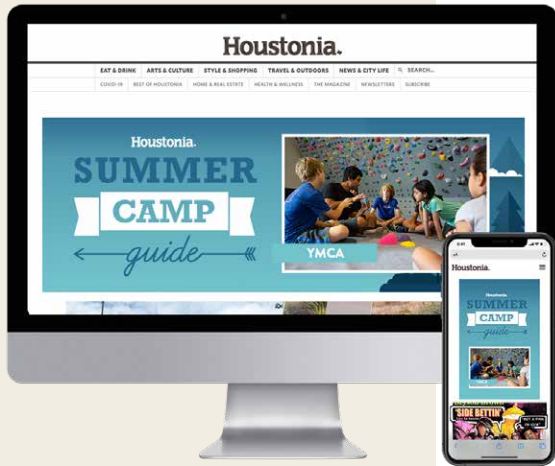 Houstonia.
EAT & DRINK ARTS & CULTURE STYLE & SHOPPING TRAVEL & OUTDOORS NEWS & CITY LIFE SEARCH...
COVID-19 BEST OF HOUSTONIA HOME & REAL ESTATE HEALTH & WELLNESS THE MAGAZINE NEWSLETTERS SUBSCRIBE
Houstonia.
SUMMER
CAMP
guide
YMCA
Houstonia.
Houstonia.
SUMMER
CAMP
guide
YMCA
'SIDE BETTIN'